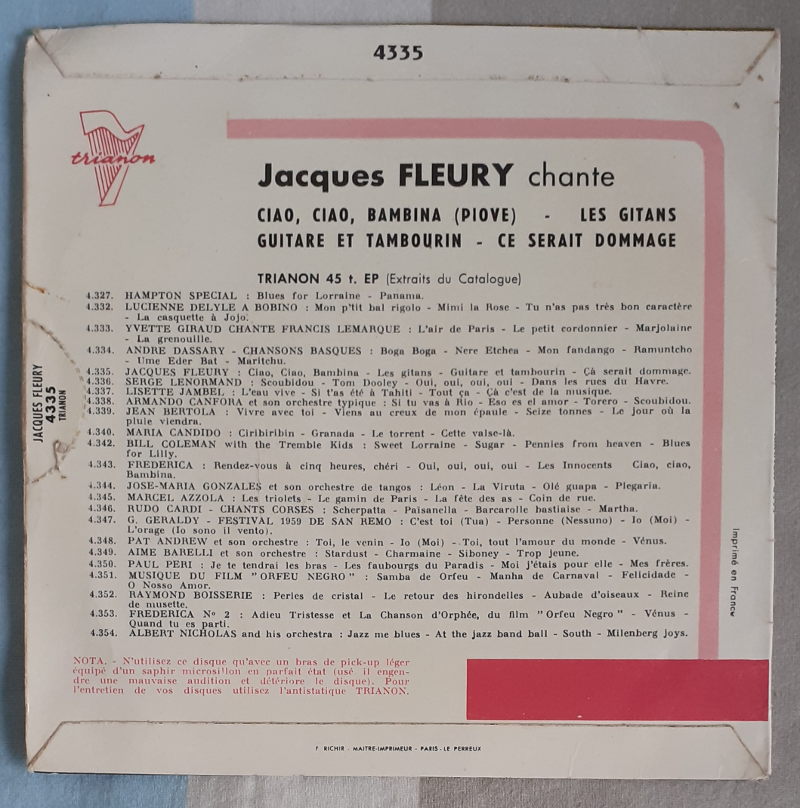 4335
trianon
Jacques FLEURY chante
CIAO, CIAO, BAMBINA (PIOVE) - LES GITANS
GUITARE ET TAMBOURIN - CE SERAIT DOMMAGE
TRIANON 45 t. EP (Extraits du Catalogue)
4.327. HAMPTON SPECIAL : Blues for Lorraine - Panama.
4.332. LUCIENNE DELYLE A BOBINO : Mon p'tit bal rigolo - Mimi la Rose - Tu n'as pas très bon caractère
- La casquette à Jojo.
4.333. YVETTE GIRAUD CHANTE FRANCIS LEMARQUE : L'air de Paris - Le petit cordonnier - Marjolaine
- La grenouille.
4.334. ANDRE DASSARY - CHANSONS BASQUES : Boga Boga - Nere Etchea - Mon fandango - Ramuntcho
- Ume Eder Bat - Maritchu.
4.335. JACQUES FLEURY : Ciao, Ciao, Bambina - Les gitans - Guitare et tambourin - Çà serait dommage.
4.336. SERGE LENORMAND : Scoubidou - Tom Dooley - Oui, oui, oui, oui - Dans les rues du Havre.
4.337. LISETTE JAMBEL : L'eau vive - Si t'as été à Tahiti - Tout ça - Çà c'est de la musique.
4.338. ARMANDO CANFORA et son orchestre typique : Si tu vas à Rio - Eso es el amor - Torero - Scoubidou.
4.339. JEAN BERTOLA : Vivre avec toi - Viens au creux de mon épaule - Seize tonnes - Le jour où la
pluie viendra.
4.340. MARIA CANDIDO : Ciribiribin - Granada - Le torrent - Cette valse-là.
4.342. BILL COLEMAN with the Tremble Kids : Sweet Lorraine - Sugar - Pennies from heaven - Blues
for Lilly.
4.343. FREDERICA : Rendez-vous à cinq heures, chéri - Oui, oui, oui, oui - Les Innocents Ciao, ciao,
Bambina.
4.344. JOSE-MARIA GONZALES et son orchestre de tangos : Léon - La Viruta - Olé guapa - Plegaria.
4.345. MARCEL AZZOLA : Les triolets - Le gamin de Paris - La fête des as - Coin de rue.
4.346. RUDO CARDI - CHANTS CORSES : Scherpatta - Paisanella - Barcarolle bastiaise - Martha.
4.347. G. GERALDY - FESTIVAL 1959 DE SAN REMO : C'est toi (Tua) - Personne (Nessuno) - Io (Moi) -
L'orage (Io sono il vento).
4.348. PAT ANDREW et son orchestre : Toi, le venin - Io (Moi) - Toi, tout l'amour du monde - Vénus.
4.349. AIME BARELLI et son orchestre : Stardust - Charmaine - Siboney - Trop jeune.
4.350. PAUL PERI : Je te tendrai les bras - Les faubourgs du Paradis - Moi j'étais pour elle - Mes frères.
4.351. MUSIQUE DU FILM "ORFEU NEGRO" : Samba de Orfeu - Manha de Carnaval - Felicidade -
O Nosso Amor.
4.352. RAYMOND BOISSERIE : Perles de cristal - Le retour des hirondelles - Aubade d'oiseaux - Reine
de musette.
4.353. FREDERICA Nº 2 : Adieu Tristesse et La Chanson d'Orphée, du film "Orfeu Negro" - Vénus -
Quand tu es parti.
4.354. ALBERT NICHOLAS and his orchestra : Jazz me blues - At the jazz band ball - South - Milenberg joys.
JACQUES FLEURY
4335
TRIANON
Imprimé en France
NOTA. - N'utilisez ce disque qu'avec un bras de pick-up léger
équipé d'un saphir microsillon en parfait état (usé il engen-
dre une mauvaise audition et détériore le disque). Pour
l'entretien de vos disques utilisez l'antistatique TRIANON.
P RICHIR - MAITRE-IMPRIMEUR - PARIS - LE PERREUX